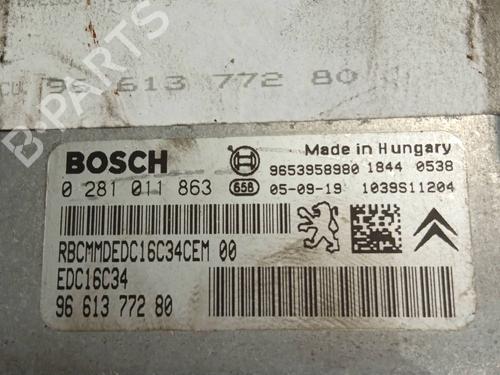 CU 96 613 772 80
B-PARTS
BOSCH
Made in Hungary
9653958980 1844 0538
0 281 011 863
658 05-09-19 1039S11204
RBCMMDEDC16C34CEM 00
EDC16C34
96 613 772 80